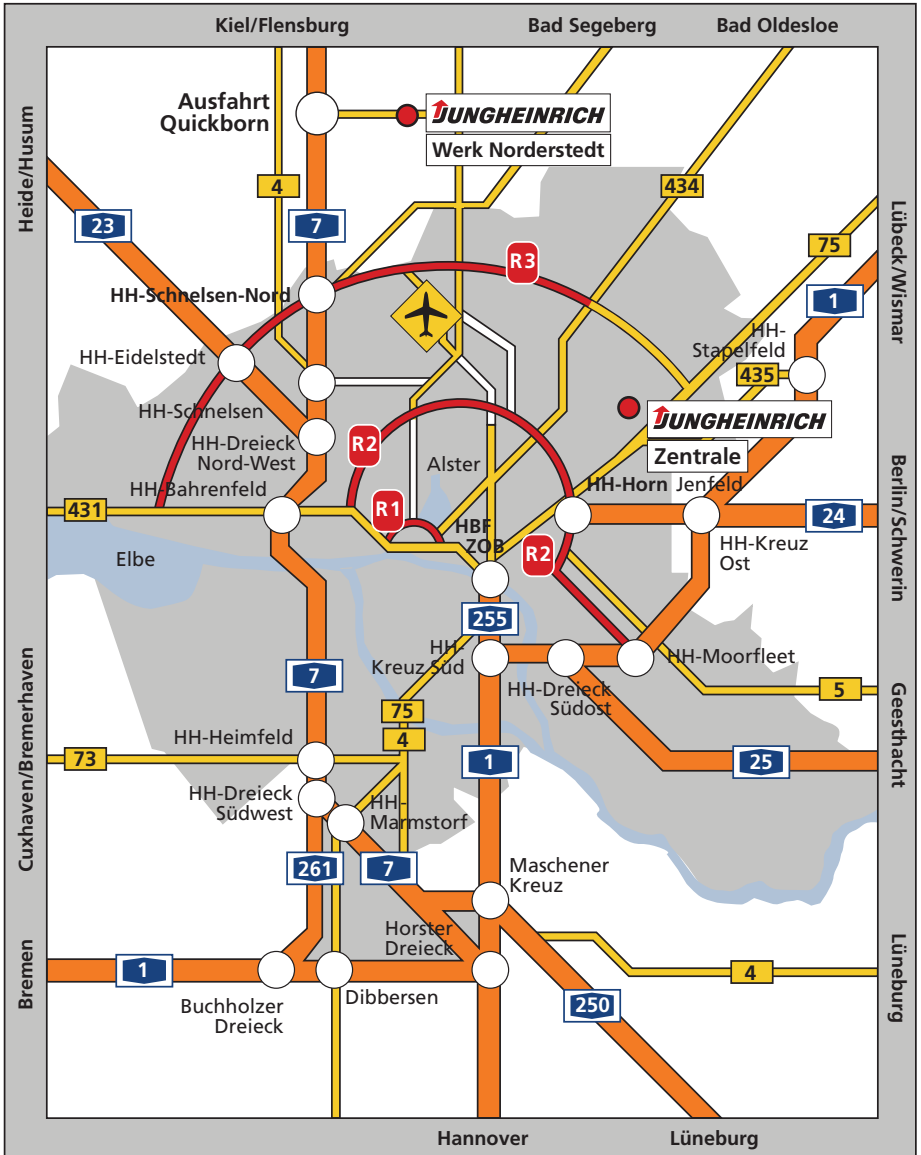 Kiel/Flensburg
Bad Segeberg
Bad Oldesloe
Heide/Husum
Cuxhaven/Bremerhaven
Bremen
Lübeck/Wismar
Berlin/Schwerin
Geesthacht
Lüneburg
Ausfahrt
Quickborn
JUNGHEINRICH
Werk Norderstedt
4
434
23
7
75
R3
1
HH-Schnelsen-Nord
HH-
Stapelfeld
HH-Eidelstedt
435
HH-Schnelsen
JUNGHEINRICH
Zentrale
HH-Dreieck
Nord-West
R2
Alster
HH-Bahrenfeld
HH-Horn
Jenfeld
431
R1
HBF
ZOB
24
Elbe
R2
HH-Kreuz
Ost
255
HH-
Kreuz Süd
HH-Moorfleet
7
HH-Dreieck
Südost
5
75
4
HH-Heimfeld
73
1
25
HH-Dreieck
Südwest
HH-
Marmstorf
261
7
Maschener
Kreuz
Horster
Dreieck
1
4
Buchholzer
Dreieck
Dibbersen
250
Hannover
Lüneburg